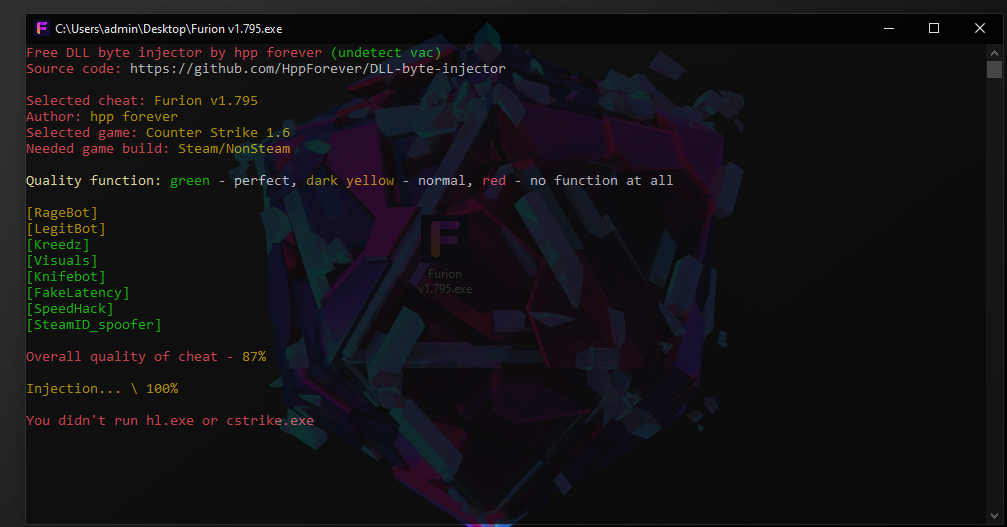 C:\Users\admin\Desktop\Furion v1.795.exe
Free DLL byte injector by hpp forever (undetect vac)
Source code: https://github.com/HppForever/DLL-byte-injector
Selected cheat: Furion v1.795
Author: hpp forever
Selected game: Counter Strike 1.6
Needed game build: Steam/NonSteam
Quality function: green - perfect, dark yellow - normal, red - no function at all
[RageBot]
[LegitBot]
[Kreedz]
[Visuals]
[Knifebot]
[FakeLatency]
[SpeedHack]
[SteamID_spoofer]
Furion
v1.795.exe
Overall quality of cheat - 87%
Injection... \ 100%
You didn't run hl.exe or cstrike.exe